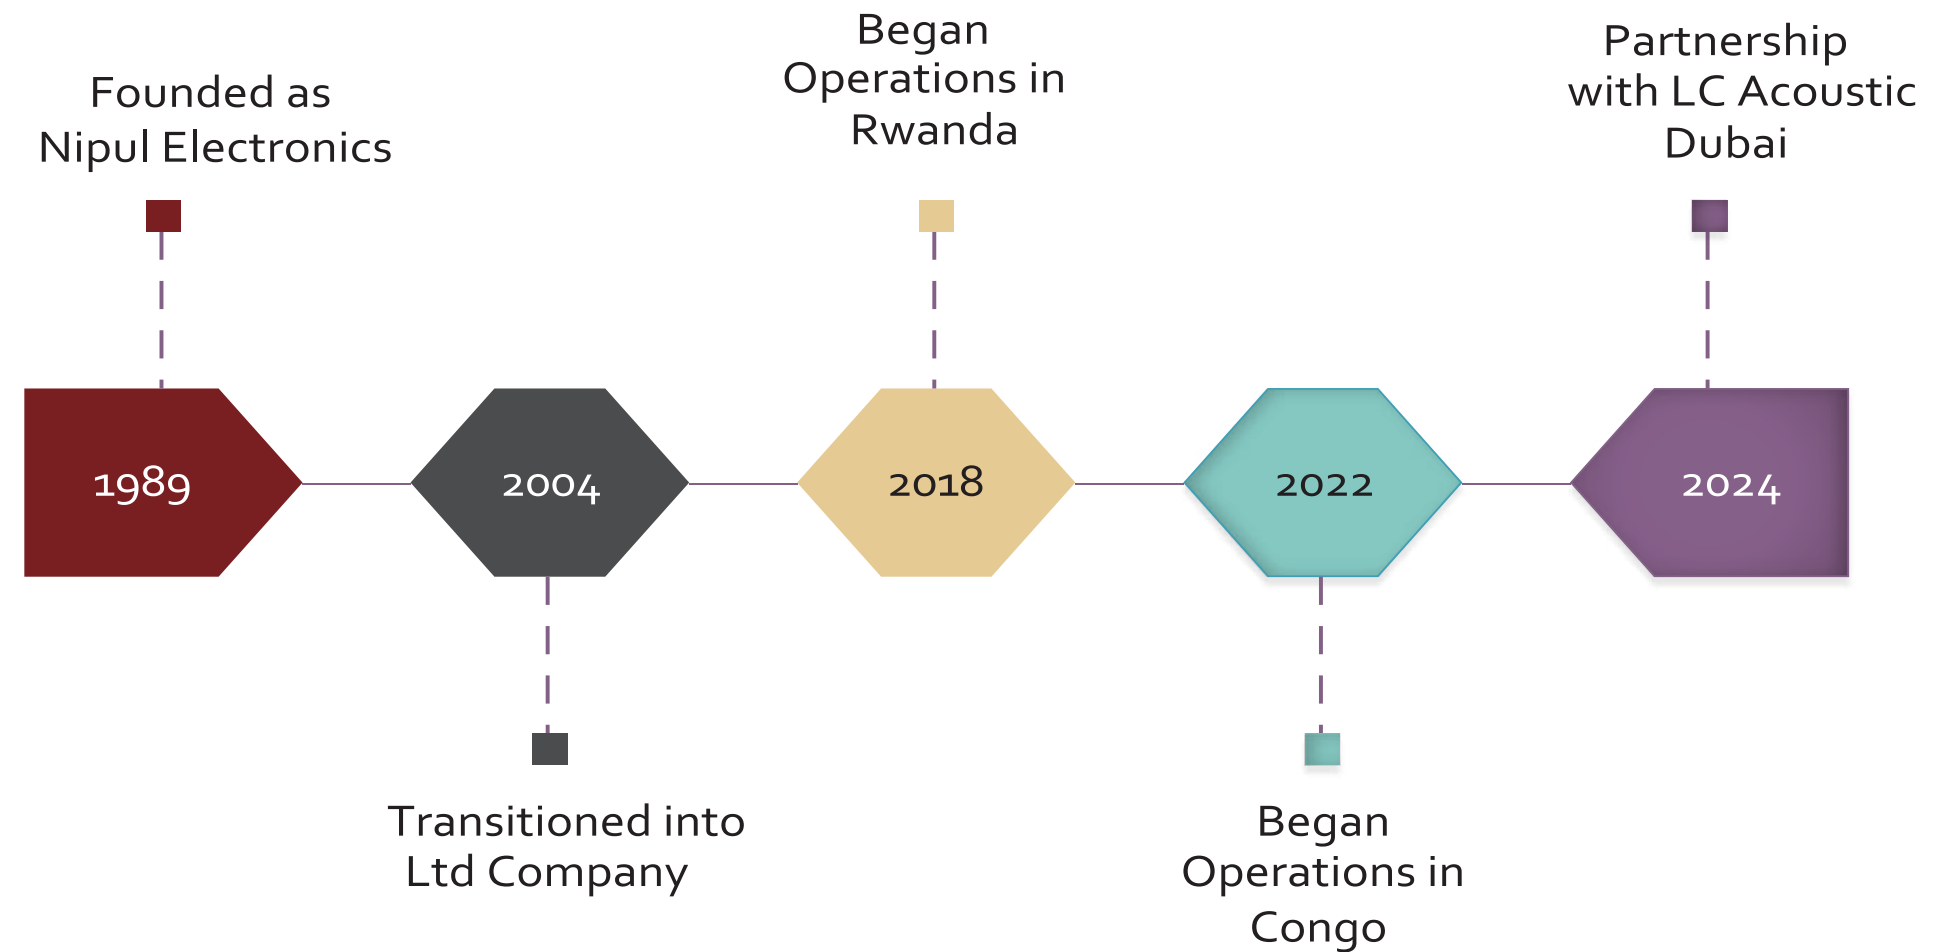 Founded as
Nipul Electronics
Began
Operations in
Rwanda
Partnership
with LC Acoustic
Dubai
1989
2004
2018
2022
2024
Transitioned into
Ltd Company
Began
Operations in
Congo